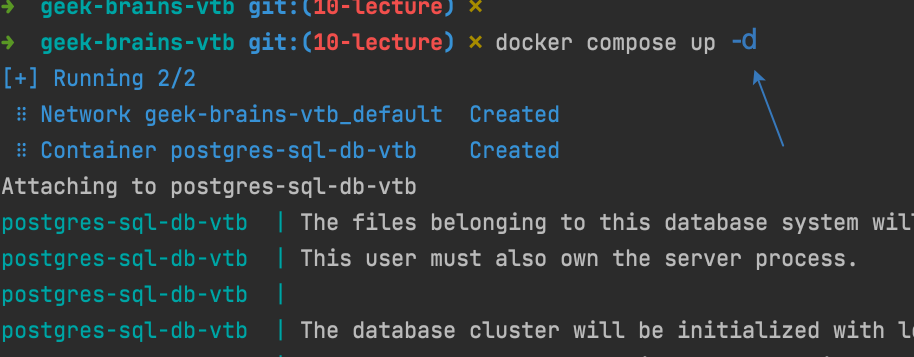 → geek-brains-vtb git:(10-lecture) ×
→ geek-brains-vtb git:(10-lecture) × docker compose up -d
[+] Running 2/2
⠿ Network geek-brains-vtb_default Created
⠿ Container postgres-sql-db-vtb Created
Attaching to postgres-sql-db-vtb
postgres-sql-db-vtb | The files belonging to this database system will
postgres-sql-db-vtb | This user must also own the server process.
postgres-sql-db-vtb |
postgres-sql-db-vtb | The database cluster will be initialized with